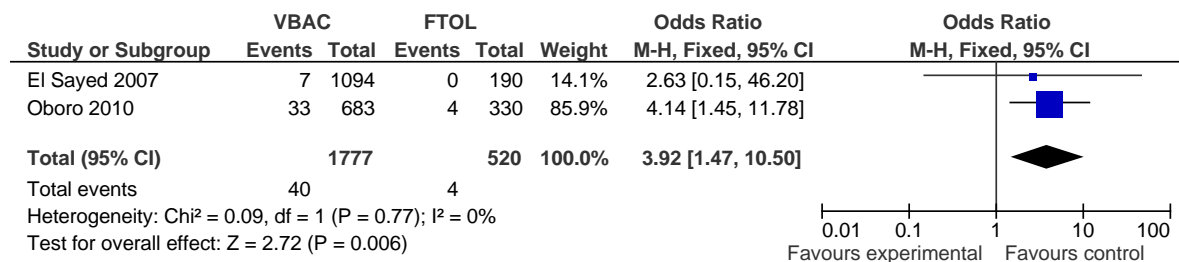 VBAC FTOL Odds Ratio Odds Ratio
Study or Subgroup Events Total Events Total Weight M-H, Fixed, 95% CI M-H, Fixed, 95% CI
El Sayed 2007 7 1094 0 190 14.1% 2.63 [0.15, 46.20]
Oboro 2010 33 683 4 330 85.9% 4.14 [1.45, 11.78]
Total (95% CI) 1777 520 100.0% 3.92 [1.47, 10.50]
Total events 40 4
Heterogeneity: Chi² = 0.09, df = 1 (P = 0.77); I² = 0%
Test for overall effect: Z = 2.72 (P = 0.006)
0.01 0.1 1 10 100
Favours experimental Favours control